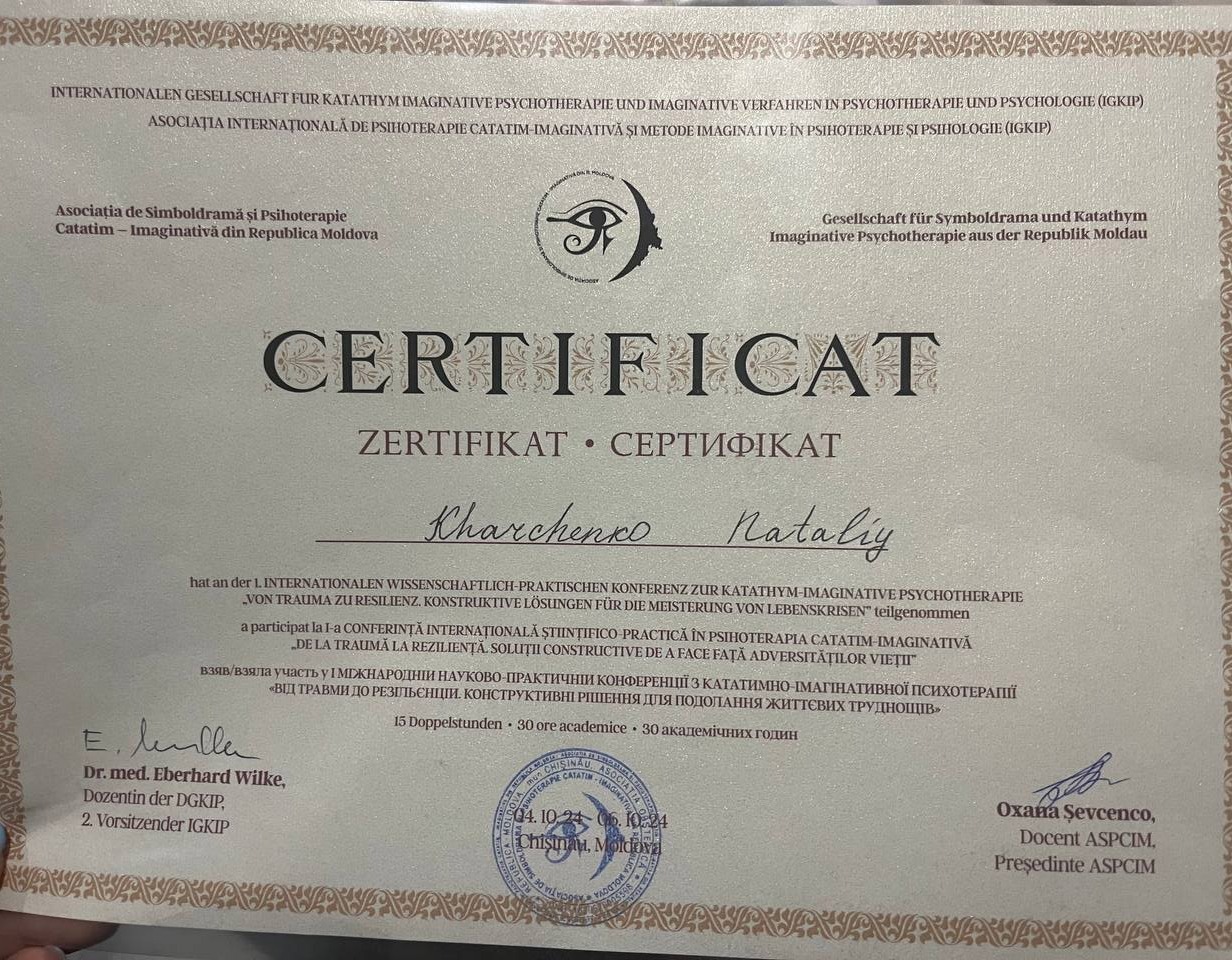 INTERNATIONALEN GESELLSCHAFT FUR KATATHYM IMAGINATIVE PSYCHOTHERAPIE UND IMAGINATIVE VERFAHREN IN PSYCHOTHERAPIE UND PSYCHOLOGIE (IGKIP)
ASOCIAȚIA INTERNAȚIONALĂ DE PSIHOTERAPIE CATATIM-IMAGINATIVĂ ȘI METODE IMAGINATIVE ÎN PSIHOTERAPIE ȘI PSIHOLOGIE (IGKIP)
Asociația de Simboldramă și Psihoterapie
Catatim – Imaginativă din Republica Moldova
Gesellschaft für Symboldrama und Katathym
Imaginative Psychotherapie aus der Republik Moldau
CERTIFICAT
ZERTIFIKAT • СЕРТИФІКАТ
Kharchenko Nataliy
hat an der 1. INTERNATIONALEN WISSENSCHAFTLICH-PRAKTISCHEN KONFERENZ ZUR KATATHYM-IMAGINATIVE PSYCHOTHERAPIE
„VON TRAUMA ZU RESILIENZ. KONSTRUKTIVE LÖSUNGEN FÜR DIE MEISTERUNG VON LEBENSKRISEN” teilgenommen
a participat la I-a CONFERINȚĂ INTERNAȚIONALĂ ȘTIINȚIFICO-PRACTICĂ ÎN PSIHOTERAPIA CATATIM-IMAGINATIVĂ
„DE LA TRAUMĂ LA REZILIENȚĂ. SOLUȚII CONSTRUCTIVE DE A FACE FAȚĂ ADVERSITĂȚILOR VIEȚII”
взяв/взяла участь у I МІЖНАРОДНІЙ НАУКОВО-ПРАКТИЧНІЙ КОНФЕРЕНЦІЇ З КАТАТИМНО-ІМАГІНАТИВНОЇ ПСИХОТЕРАПІЇ
«ВІД ТРАВМИ ДО РЕЗІЛЬЄНЦІЇ. КОНСТРУКТИВНІ РІШЕННЯ ДЛЯ ПОДОЛАННЯ ЖИТТЄВИХ ТРУДНОЩІВ»
15 Doppelstunden • 30 ore academice • 30 академічних годин
Dr. med. Eberhard Wilke,
Dozentin der DGKIP,
2. Vorsitzender IGKIP
04.10.24 06.10.24
Chișinău, Moldova
Oxana Șevcenco,
Docent ASPCIM,
Președinte ASPCIM